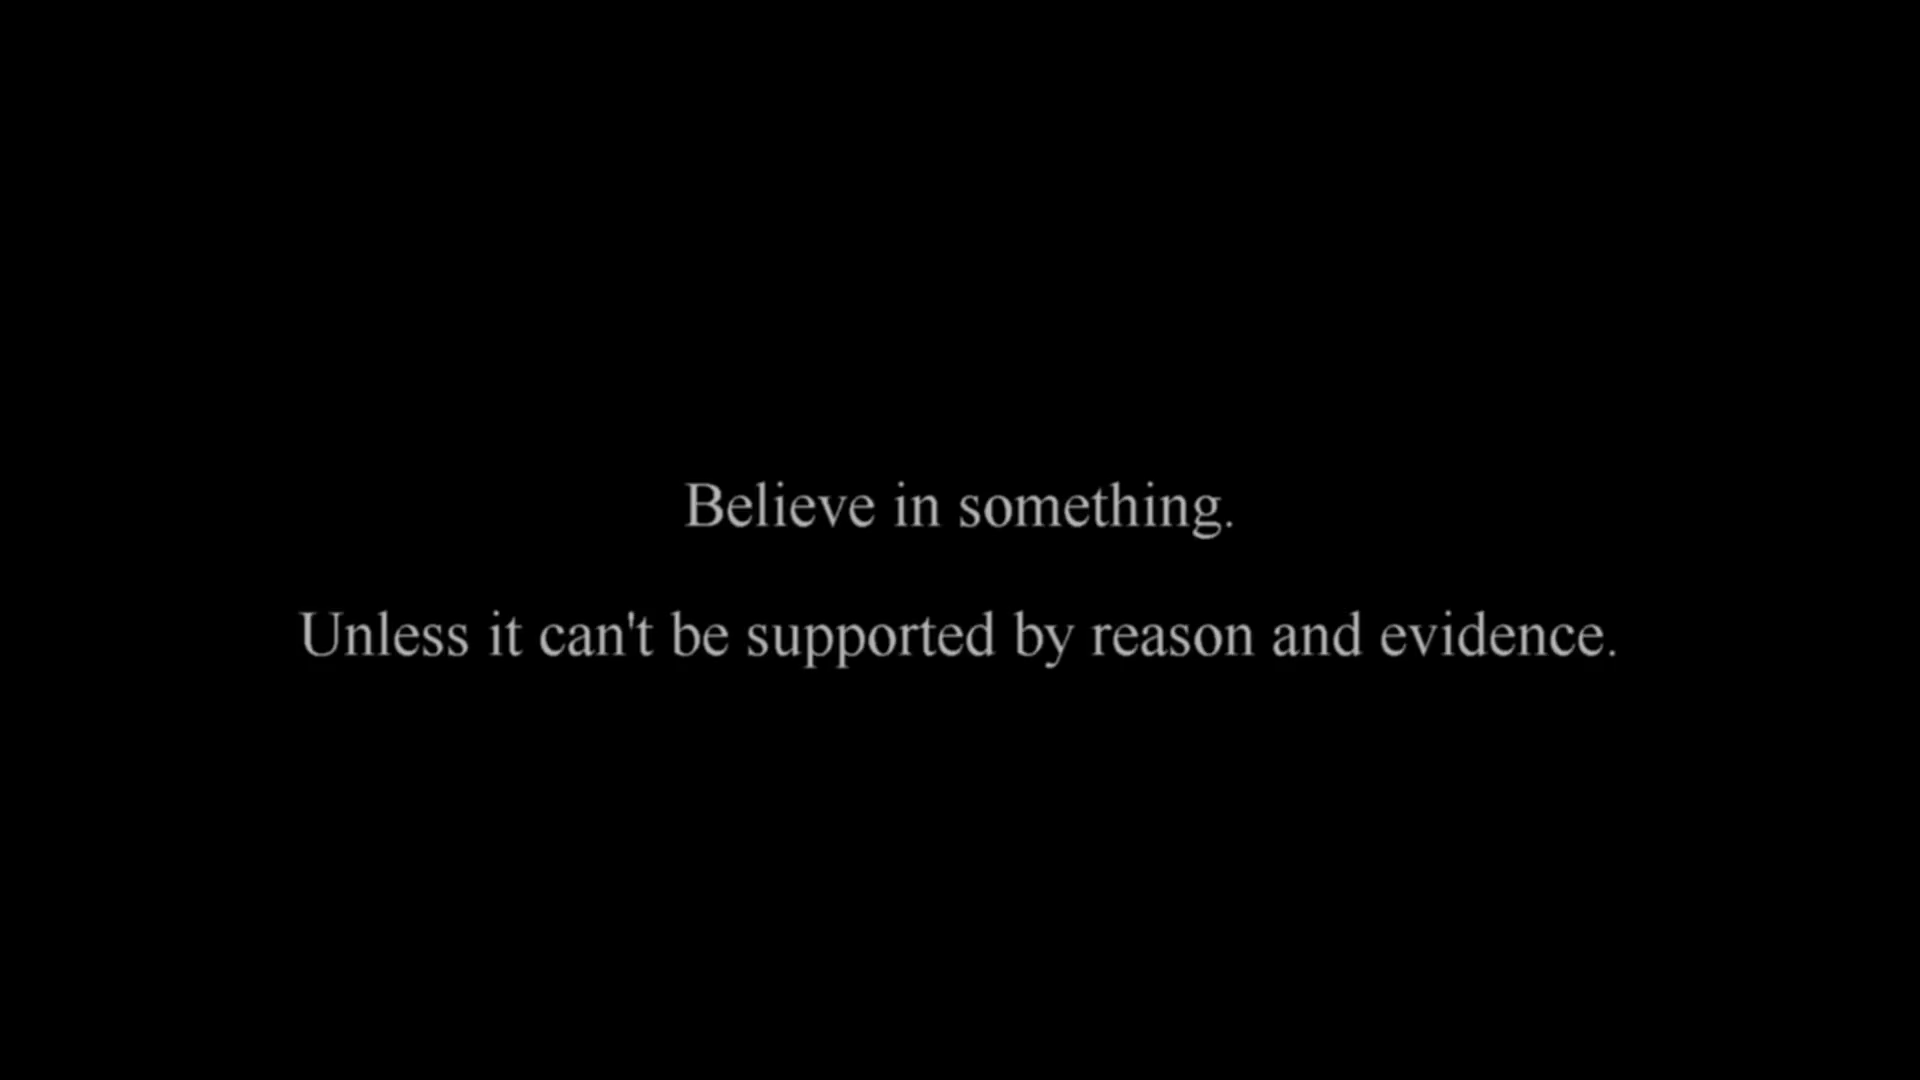 Believe in something.
Unless it can't be supported by reason and evidence.